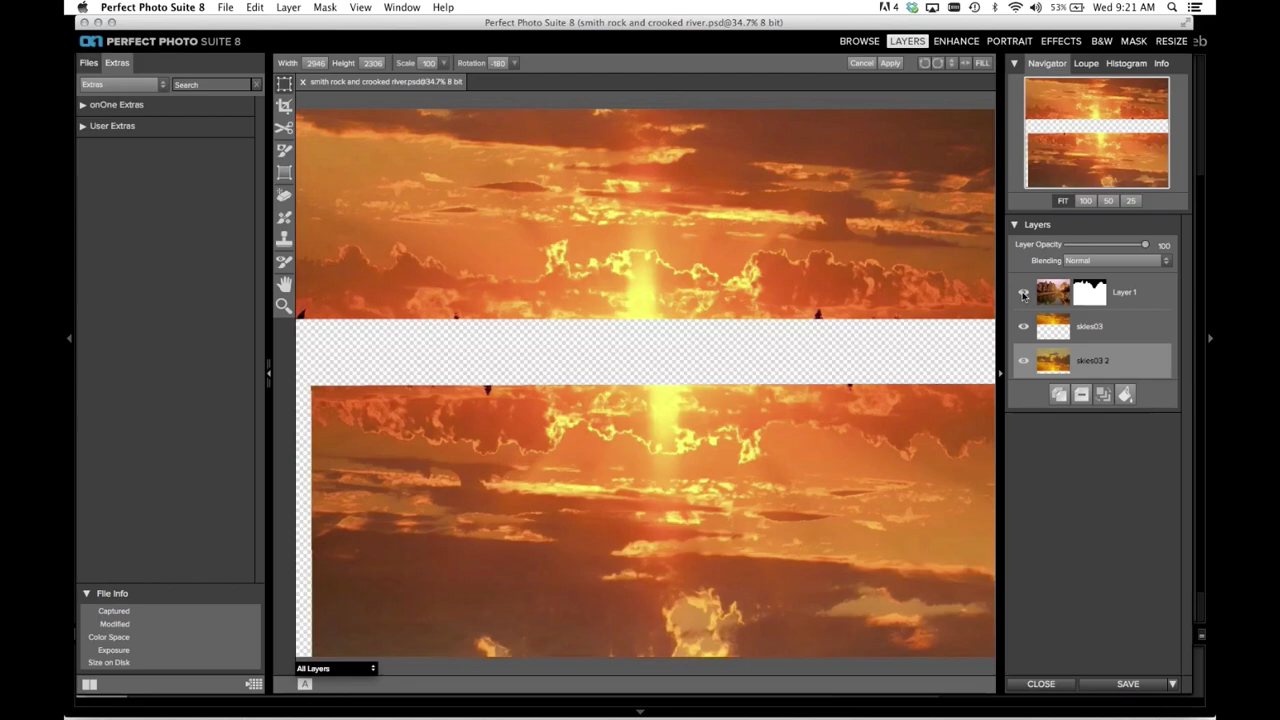 Perfect Photo Suite 8 File Edit Layer Mask View Window Help 4 53% Wed 9:21 AM
Perfect Photo Suite 8 (smith rock and crooked river.psd@34.7% 8 bit)
on PERFECT PHOTO SUITE 8 BROWSE LAYERS ENHANCE PORTRAIT EFFECTS B&W MASK RESIZE eb
Files Extras Width 2946 Height 2306 Scale 100 Rotation -180 Cancel Apply FILL Navigator Loupe Histogram Info
Extras Search smith rock and crooked river.psd@34.7% 8 bit
onOne Extras
User Extras
FIT 100 50 25
Layers
Layer Opacity 100
Blending Normal
Layer 1
skies03
skies03 2
File Info
Captured
Modified
Color Space
Exposure
Size on Disk
All Layers
A CLOSE SAVE